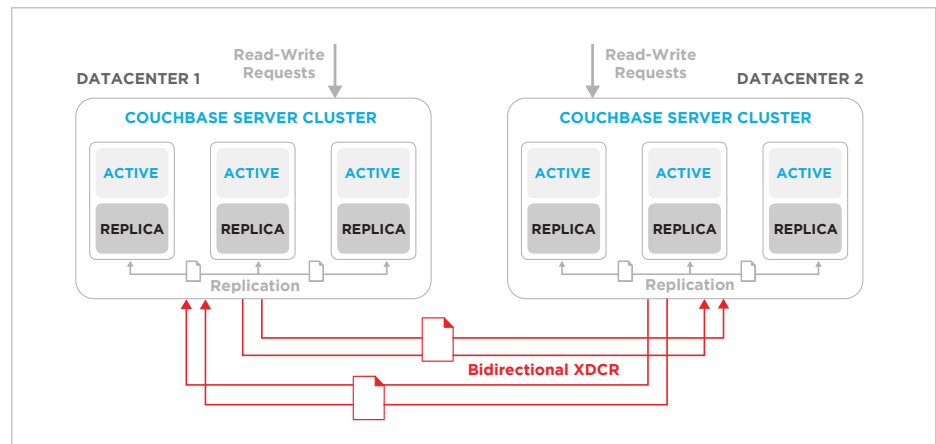 Read-Write
Requests
Read-Write
Requests
DATACENTER 1
DATACENTER 2
COUCHBASE SERVER CLUSTER
COUCHBASE SERVER CLUSTER
ACTIVE
ACTIVE
ACTIVE
ACTIVE
ACTIVE
ACTIVE
REPLICA
REPLICA
REPLICA
REPLICA
REPLICA
REPLICA
Replication
Replication
Bidirectional XDCR